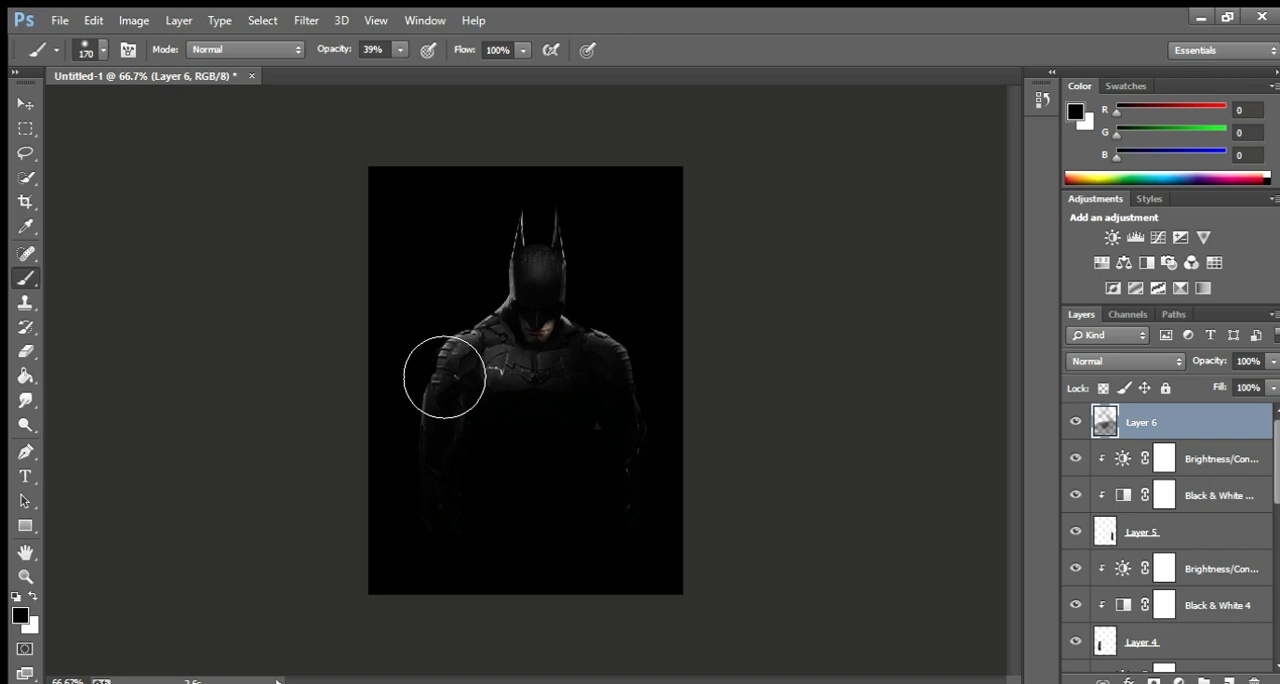 Ps File Edit Image Layer Type Select Filter 3D View Window Help
170 Mode: Normal Opacity: 39% Flow: 100% Essentials
Untitled-1 @ 66.7% (Layer 6, RGB/8) * ×
Color Swatches
R 0
G 0
B 0
Adjustments Styles
Add an adjustment
Layers Channels Paths
Kind
Normal Opacity: 100%
Lock: Fill: 100%
Layer 6
Brightness/Con...
Black & White ...
Layer 5
Brightness/Con...
Black & White 4
Layer 4
66.67%